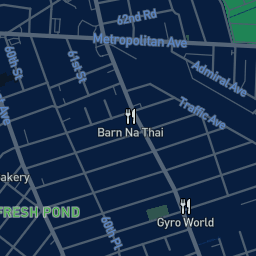 62nd Rd
Metropolitan Ave
60th St
61st St
Admiral Ave
Traffic Ave
Barn Na Thai
akery
FRESH POND
60th Pl
Gyro World